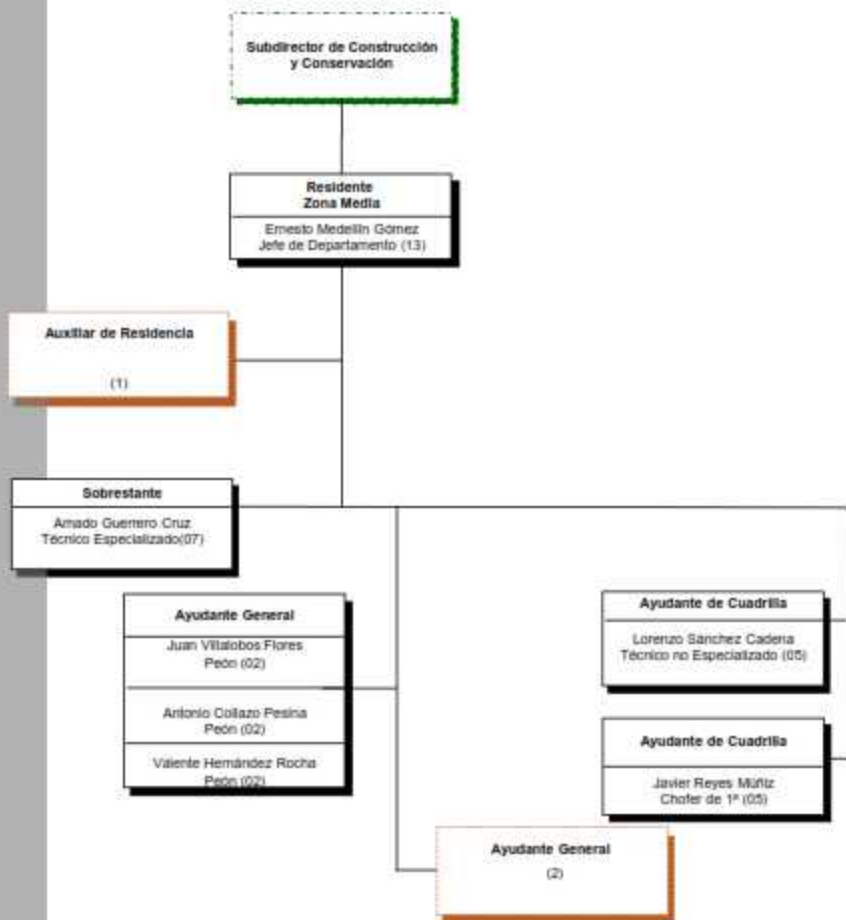 Subdirector de Construcción
y Conservación
Residente
Zona Media
Ernesto Medellín Gómez
Jefe de Departamento (13)
Auxiliar de Residencia
(1)
Sobrestante
Amado Guerrero Cruz
Técnico Especializado(07)
Ayudante General
Juan Villalobos Flores
Peón (02)
Antonio Collazo Pesina
Peón (02)
Valente Hernández Rocha
Peón (02)
Ayudante de Cuadrilla
Lorenzo Sánchez Cadena
Técnico no Especializado (05)
Ayudante de Cuadrilla
Javier Reyes Múñiz
Chofer de 1ª (05)
Ayudante General
(2)